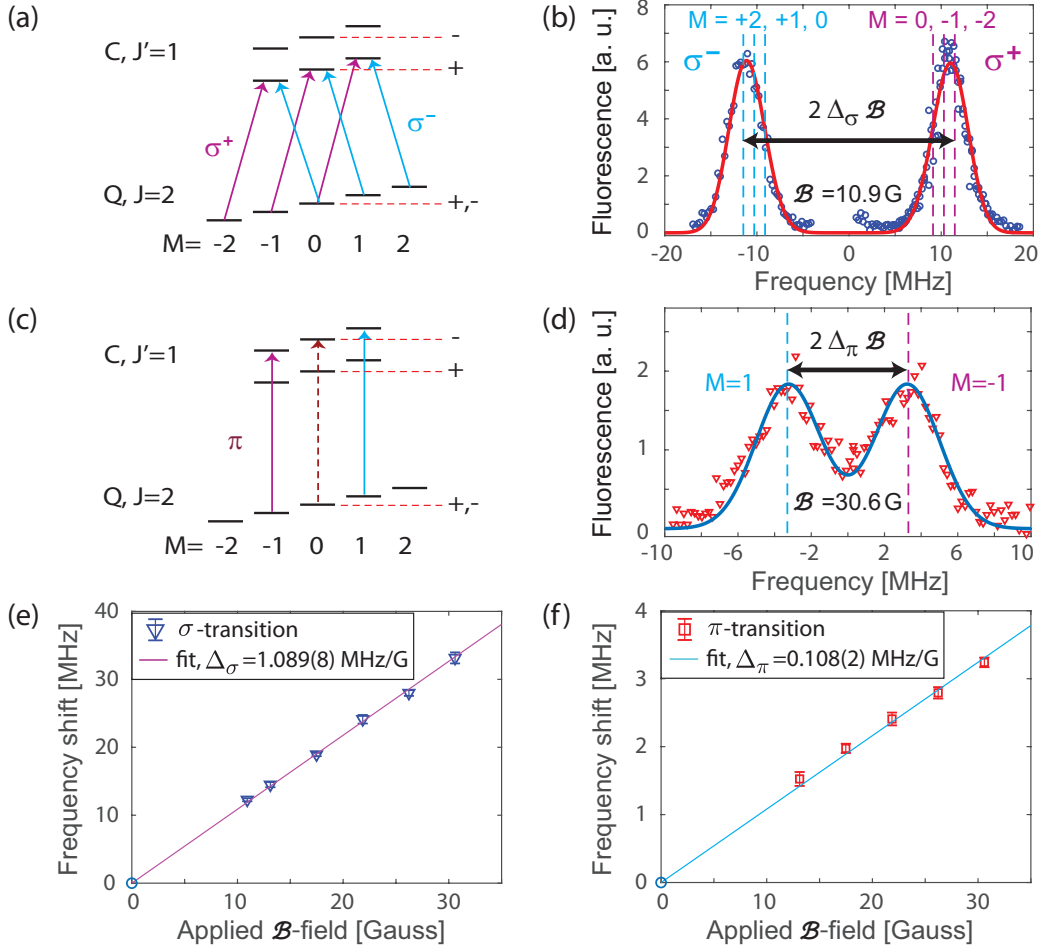 (a)
C, J'=1
-
+
σ+
σ−
Q, J=2
+,-
M= -2 -1 0 1 2
(b)
Fluorescence [a. u.]
8
6
4
2
0
M = +2, +1, 0
M = 0, -1, -2
σ−
σ+
2 Δσ ℬ
ℬ = 10.9 G
-20 -10 0 10 20
Frequency [MHz]
(c)
C, J'=1
-
+
π
Q, J=2
+,-
M= -2 -1 0 1 2
(d)
Fluorescence [a. u.]
2
1
0
2 Δπ ℬ
M=1
M=-1
ℬ = 30.6 G
-10 -6 -2 2 6 10
Frequency [MHz]
(e)
Frequency shift [MHz]
40
30
20
10
0
σ -transition
fit, Δσ=1.089(8) MHz/G
0 10 20 30
Applied ℬ-field [Gauss]
(f)
Frequency shift [MHz]
4
3
2
1
0
π-transition
fit, Δπ=0.108(2) MHz/G
0 10 20 30
Applied ℬ-field [Gauss]